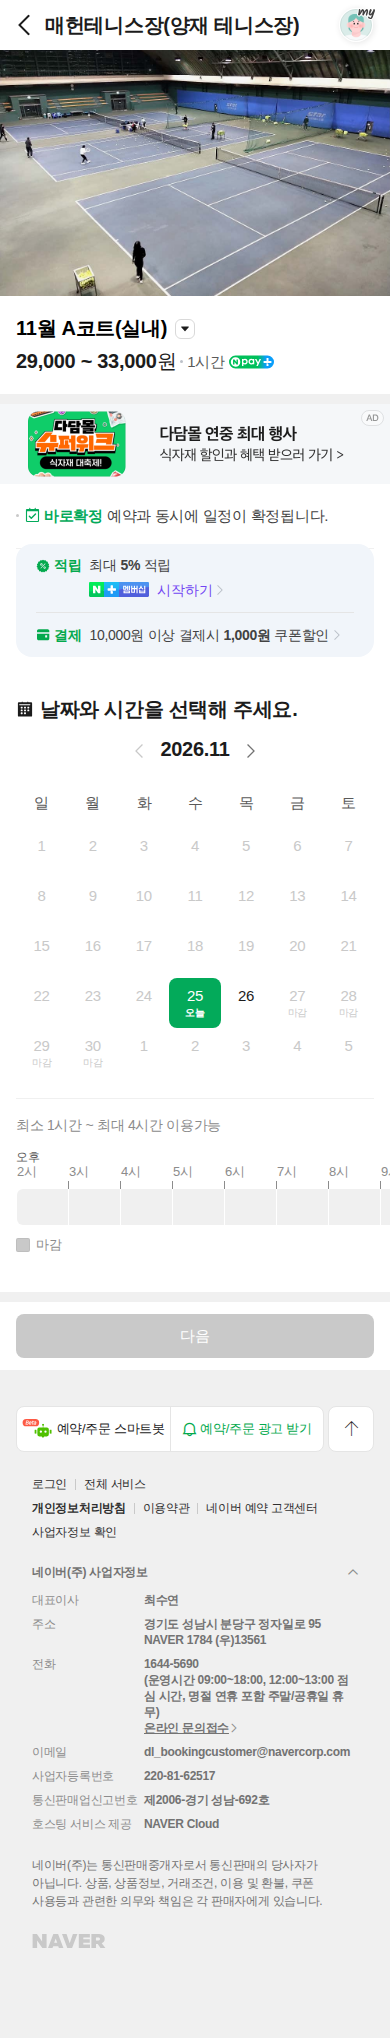 매헌테니스장(양재 테니스장)
my
11월 A코트(실내)
29,000 ~ 33,000원 · 1시간 N pay +
다담몰
슈퍼위크
식자재 대축제!
다담몰 연중 최대 행사
식자재 할인과 혜택 받으러 가기 >
AD
바로확정 예약과 동시에 일정이 확정됩니다.
적립 최대 5% 적립
N + 멤버십 시작하기
결제 10,000원 이상 결제시 1,000원 쿠폰할인
날짜와 시간을 선택해 주세요.
2026.11
일 월 화 수 목 금 토
1 2 3 4 5 6 7
8 9 10 11 12 13 14
15 16 17 18 19 20 21
22 23 24 25 26 27 28
오늘 마감 마감
29 30 1 2 3 4 5
마감 마감
최소 1시간 ~ 최대 4시간 이용가능
오후
2시 3시 4시 5시 6시 7시 8시 9
마감
다음
Beta 예약/주문 스마트봇
예약/주문 광고 받기
로그인 전체 서비스
개인정보처리방침 이용약관 네이버 예약 고객센터
사업자정보 확인
네이버(주) 사업자정보
대표이사 최수연
주소 경기도 성남시 분당구 정자일로 95
NAVER 1784 (우)13561
전화 1644-5690
(운영시간 09:00~18:00, 12:00~13:00 점
심 시간, 명절 연휴 포함 주말/공휴일 휴
무)
온라인 문의접수
이메일 dl_bookingcustomer@navercorp.com
사업자등록번호 220-81-62517
통신판매업신고번호 제2006-경기 성남-692호
호스팅 서비스 제공 NAVER Cloud
네이버(주)는 통신판매중개자로서 통신판매의 당사자가
아닙니다. 상품, 상품정보, 거래조건, 이용 및 환불, 쿠폰
사용등과 관련한 의무와 책임은 각 판매자에게 있습니다.
NAVER